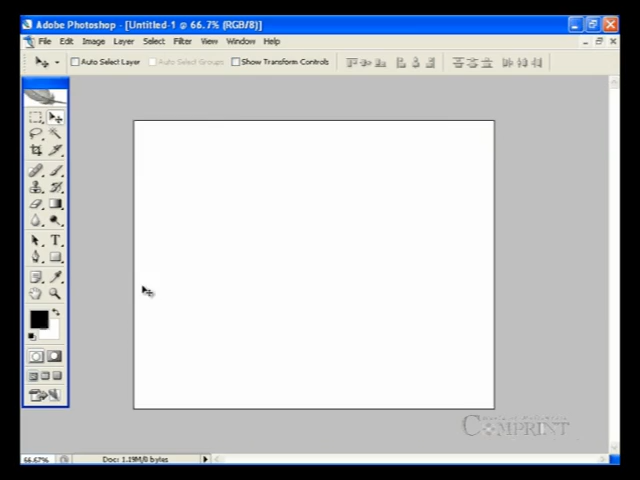 Adobe Photoshop - [Untitled-1 @ 66.7% (RGB/8)]
File Edit Image Layer Select Filter View Window Help
Auto Select Layer Auto Select Groups Show Transform Controls
T
COMPRINT
66.67% Doc: 1.19M/0 bytes